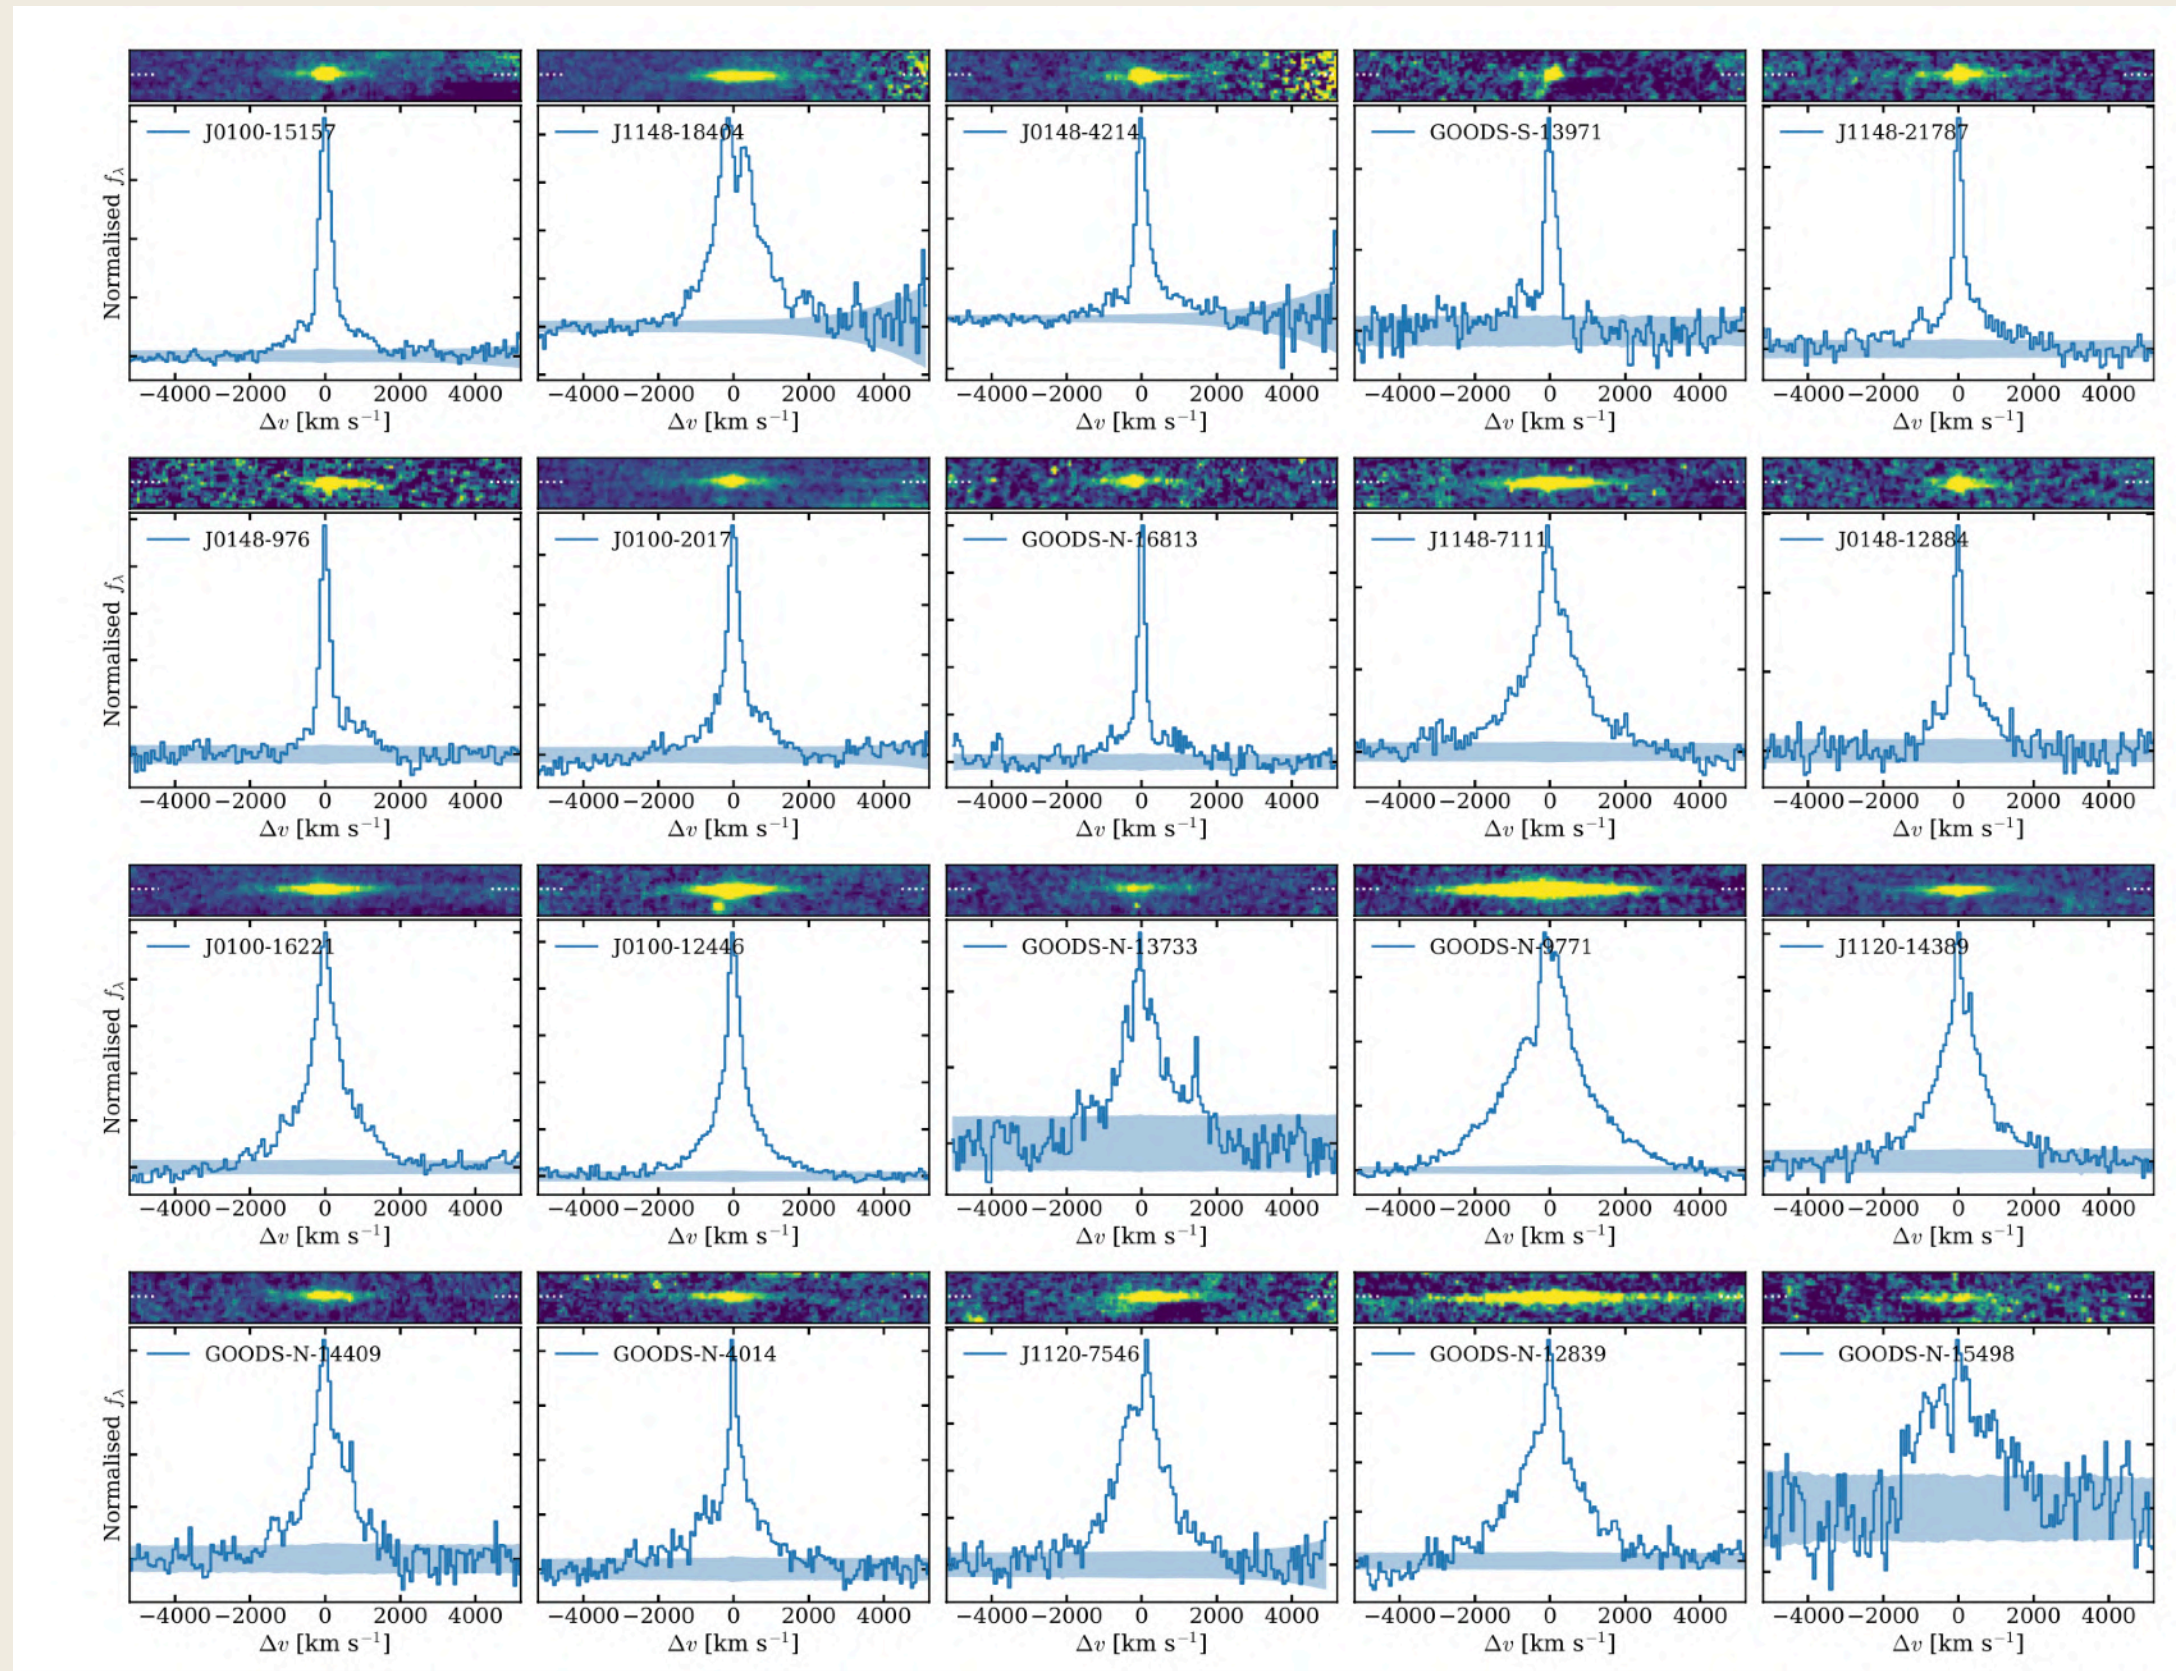 J0100-15157 J1148-18404 J0148-4214 GOODS-S-13971 J1148-21787
Normalised fλ
−4000 −2000 0 2000 4000 −4000 −2000 0 2000 4000 −4000 −2000 0 2000 4000 −4000 −2000 0 2000 4000 −4000 −2000 0 2000 4000
Δv [km s⁻¹] Δv [km s⁻¹] Δv [km s⁻¹] Δv [km s⁻¹] Δv [km s⁻¹]
J0148-976 J0100-2017 GOODS-N-16813 J1148-7111 J0148-12884
Normalised fλ
−4000 −2000 0 2000 4000 −4000 −2000 0 2000 4000 −4000 −2000 0 2000 4000 −4000 −2000 0 2000 4000 −4000 −2000 0 2000 4000
Δv [km s⁻¹] Δv [km s⁻¹] Δv [km s⁻¹] Δv [km s⁻¹] Δv [km s⁻¹]
J0100-16221 J0100-12446 GOODS-N-13733 GOODS-N-9771 J1120-14389
Normalised fλ
−4000 −2000 0 2000 4000 −4000 −2000 0 2000 4000 −4000 −2000 0 2000 4000 −4000 −2000 0 2000 4000 −4000 −2000 0 2000 4000
Δv [km s⁻¹] Δv [km s⁻¹] Δv [km s⁻¹] Δv [km s⁻¹] Δv [km s⁻¹]
GOODS-N-14409 GOODS-N-4014 J1120-7546 GOODS-N-12839 GOODS-N-15498
Normalised fλ
−4000 −2000 0 2000 4000 −4000 −2000 0 2000 4000 −4000 −2000 0 2000 4000 −4000 −2000 0 2000 4000 −4000 −2000 0 2000 4000
Δv [km s⁻¹] Δv [km s⁻¹] Δv [km s⁻¹] Δv [km s⁻¹] Δv [km s⁻¹]